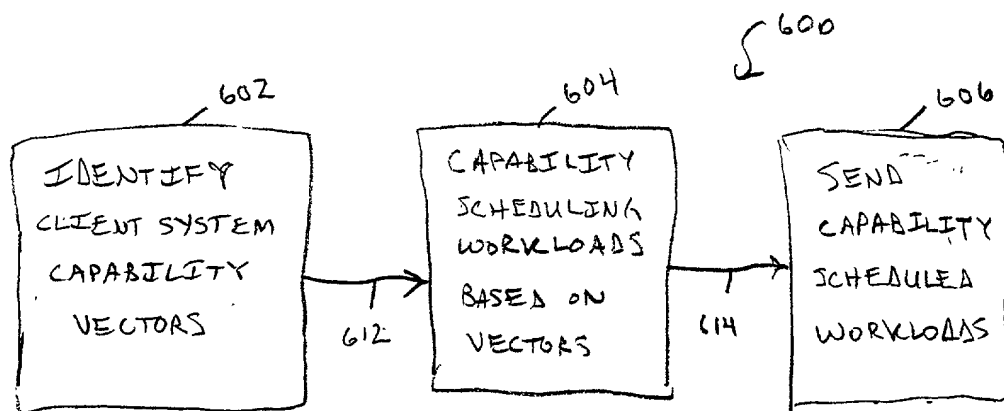 600
602
604
606
IDENTIFY
CLIENT SYSTEM
CAPABILITY
VECTORS
612
CAPABILITY
SCHEDULING
WORKLOADS
BASED ON
VECTORS
614
SEND
CAPABILITY
SCHEDULED
WORKLOADS